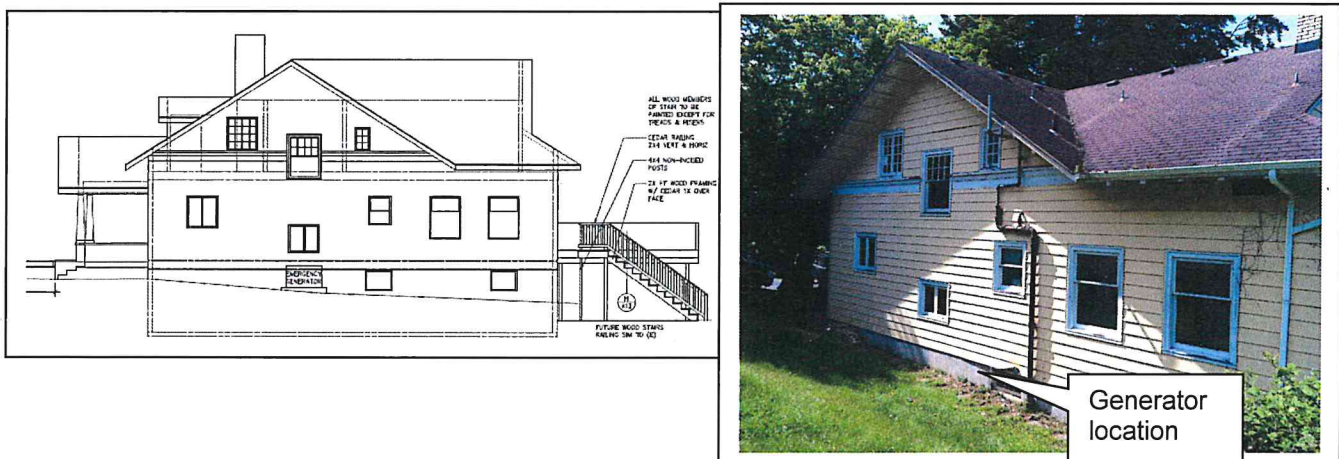 ALL WOOD MEMBERS
OF STAIR TO BE
PAINTED EXCEPT FOR
TREADS & RISERS
CEDAR RAILING
2X4 VERT & HORIZ
4X4 NON-INCISED
POSTS
2X PT WOOD FRAMING
W/ CEDAR 1X OVER
FACE
EMERGENCY
GENERATOR
FUTURE WOOD STAIRS
RAILING SIM TO (E)
Generator
location